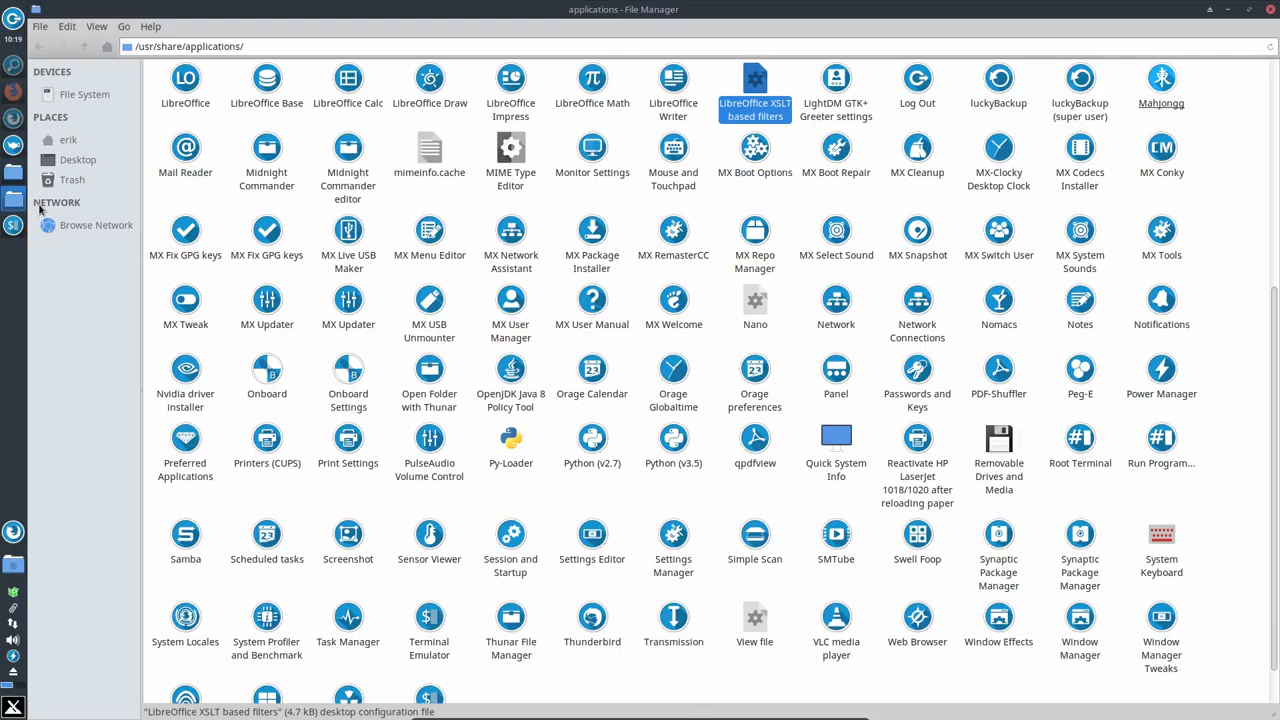 applications - File Manager
10:19
File Edit View Go Help
/usr/share/applications/
DEVICES
File System
PLACES
erik
Desktop
Trash
NETWORK
Browse Network
LibreOffice
LibreOffice Base
LibreOffice Calc
LibreOffice Draw
LibreOffice
Impress
LibreOffice Math
LibreOffice
Writer
LibreOffice XSLT
based filters
LightDM GTK+
Greeter settings
Log Out
luckyBackup
luckyBackup
(super user)
Mahjongg
Mail Reader
Midnight
Commander
Midnight
Commander
editor
mimeinfo.cache
MIME Type
Editor
Monitor Settings
Mouse and
Touchpad
MX Boot Options
MX Boot Repair
MX Cleanup
MX-Clocky
Desktop Clock
MX Codecs
Installer
MX Conky
MX Fix GPG keys
MX Fix GPG keys
MX Live USB
Maker
MX Menu Editor
MX Network
Assistant
MX Package
Installer
MX RemasterCC
MX Repo
Manager
MX Select Sound
MX Snapshot
MX Switch User
MX System
Sounds
MX Tools
MX Tweak
MX Updater
MX Updater
MX USB
Unmounter
MX User
Manager
MX User Manual
MX Welcome
Nano
Network
Network
Connections
Nomacs
Notes
Notifications
Nvidia driver
installer
Onboard
Onboard
Settings
Open Folder
with Thunar
OpenJDK Java 8
Policy Tool
Orage Calendar
Orage
Globaltime
Orage
preferences
Panel
Passwords and
Keys
PDF-Shuffler
Peg-E
Power Manager
Preferred
Applications
Printers (CUPS)
Print Settings
PulseAudio
Volume Control
Py-Loader
Python (v2.7)
Python (v3.5)
qpdfview
Quick System
Info
Reactivate HP
LaserJet
1018/1020 after
reloading paper
Removable
Drives and
Media
Root Terminal
Run Program...
Samba
Scheduled tasks
Screenshot
Sensor Viewer
Session and
Startup
Settings Editor
Settings
Manager
Simple Scan
SMTube
Swell Foop
Synaptic
Package
Manager
Synaptic
Package
Manager
System
Keyboard
System Locales
System Profiler
and Benchmark
Task Manager
Terminal
Emulator
Thunar File
Manager
Thunderbird
Transmission
View file
VLC media
player
Web Browser
Window Effects
Window
Manager
Window
Manager
Tweaks
"LibreOffice XSLT based filters" (4.7 kB) desktop configuration file